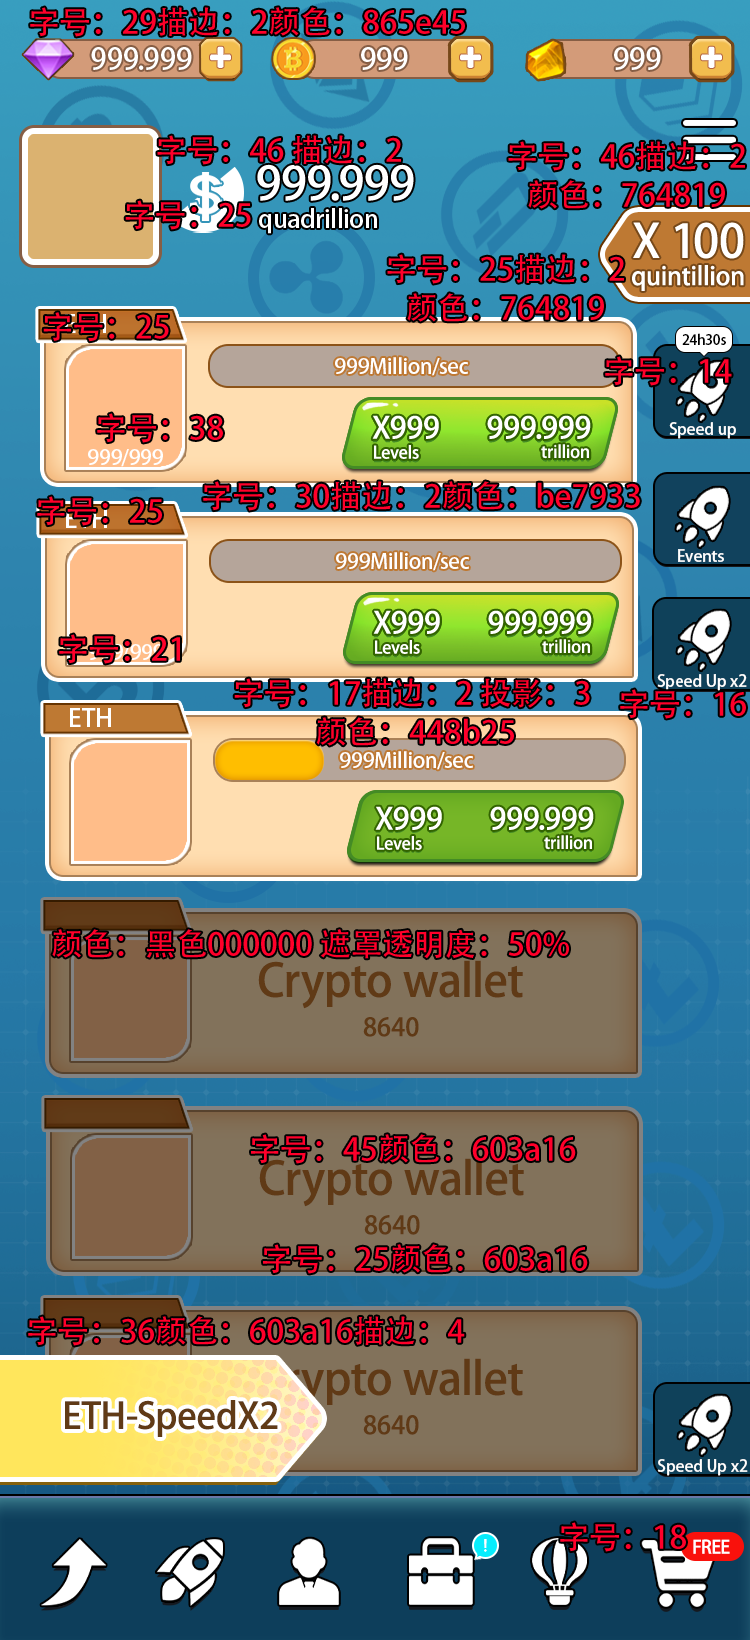 字号：29描边：2颜色：865e45
999.999
999
999
字号：46 描边：2
字号：46描边：2
颜色：764819
$
999.999
quadrillion
字号：25
X 100
quintillion
字号：25描边：2
颜色：764819
字号：25
24h30s
999Million/sec
字号：14
Speed up
字号：38
999/999
X999
Levels
999.999
trillion
字号：25
ETH
字号：30描边：2颜色：be7933
999Million/sec
Events
X999
Levels
999.999
trillion
字号：21
Speed Up x2
字号：16
字号：17描边：2 投影：3
颜色：448b25
ETH
999Million/sec
X999
Levels
999.999
trillion
颜色：黑色000000 遮罩透明度：50%
Crypto wallet
8640
字号：45颜色：603a16
Crypto wallet
8640
字号：25颜色：603a16
字号：36颜色：603a16描边：4
Crypto wallet
8640
ETH-SpeedX2
Speed Up x2
字号：18
FREE
!